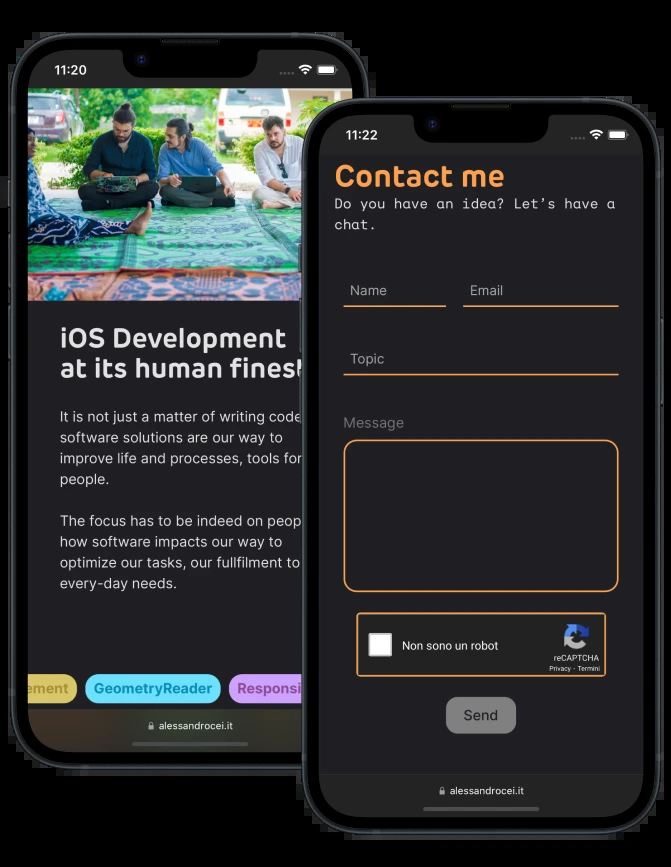 11:20
iOS Development
at its human finest
It is not just a matter of writing code
software solutions are our way to
improve life and processes, tools for
people.
The focus has to be indeed on
how software impacts our way to
optimize our tasks, our fullfilment to
every-day needs.
GeometryReader
alessandrocei.it
11:22
Contact me
Do you have an idea? Let's have a
chat.
Name Email
Topic
Message
Non sono un robot
reCAPTCHA
Privacy - Termini
Send
alessandrocei.it